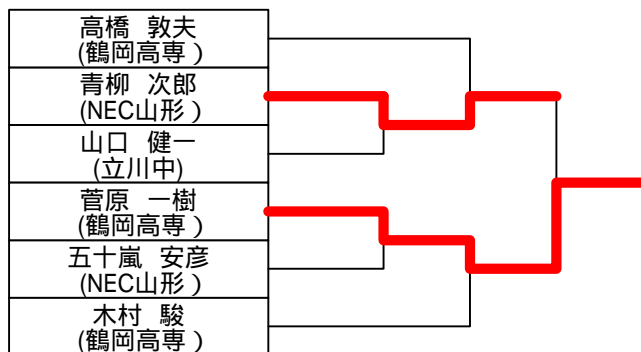 高橋 敦夫
(鶴岡高専）
青柳 次郎
(NEC山形）
山口 健一
(立川中)
菅原 一樹
(鶴岡高専）
五十嵐 安彦
(NEC山形）
木村 駿
(鶴岡高専）